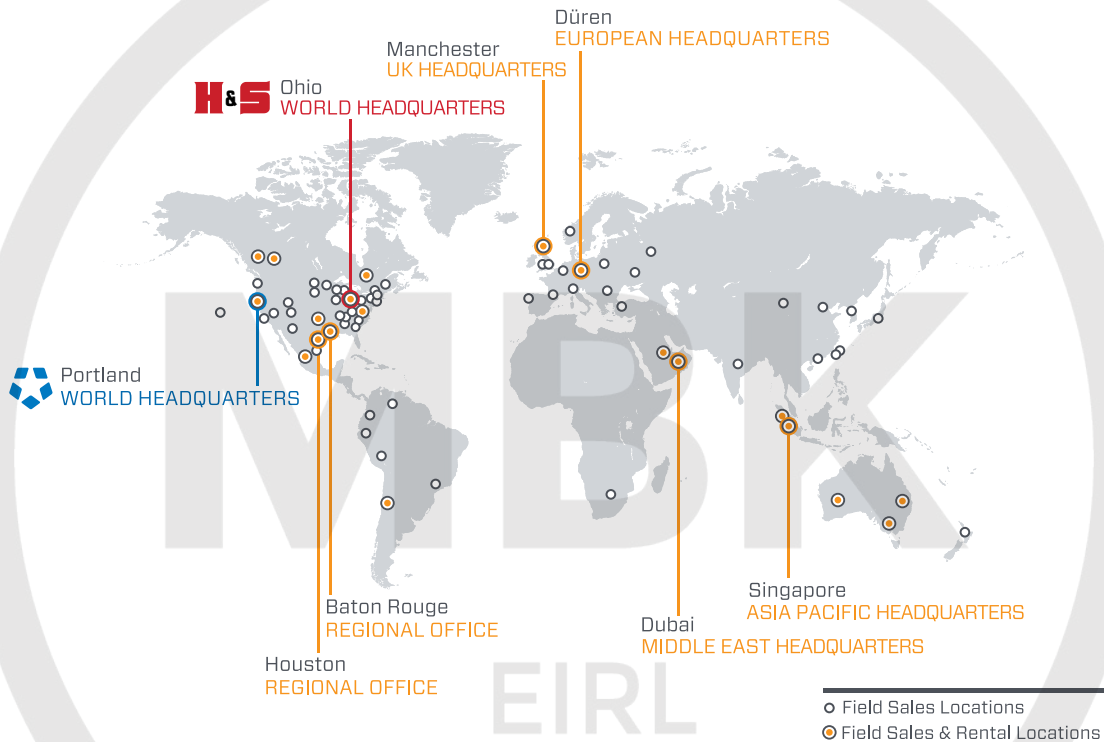 Düren
EUROPEAN HEADQUARTERS
Manchester
UK HEADQUARTERS
H&S
Ohio
WORLD HEADQUARTERS
Portland
WORLD HEADQUARTERS
MBK
EIRL
Baton Rouge
REGIONAL OFFICE
Houston
REGIONAL OFFICE
Singapore
ASIA PACIFIC HEADQUARTERS
Dubai
MIDDLE EAST HEADQUARTERS
Field Sales Locations
Field Sales & Rental Locations